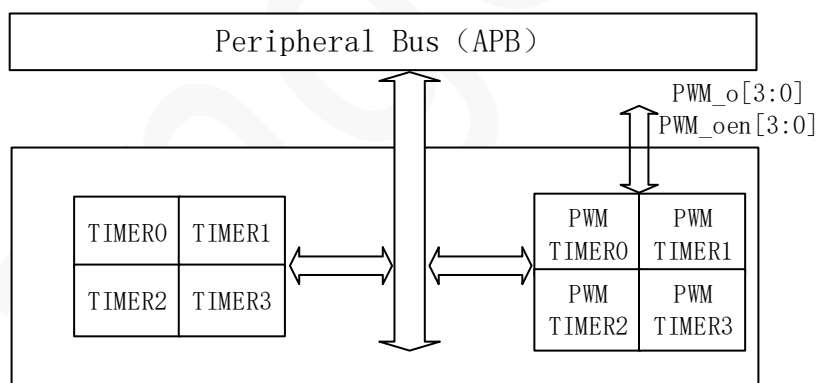 Peripheral Bus（APB）
PWM_o[3:0]
PWM_oen[3:0]
TIMER0
TIMER1
PWM
TIMER0
PWM
TIMER1
TIMER2
TIMER3
PWM
TIMER2
PWM
TIMER3